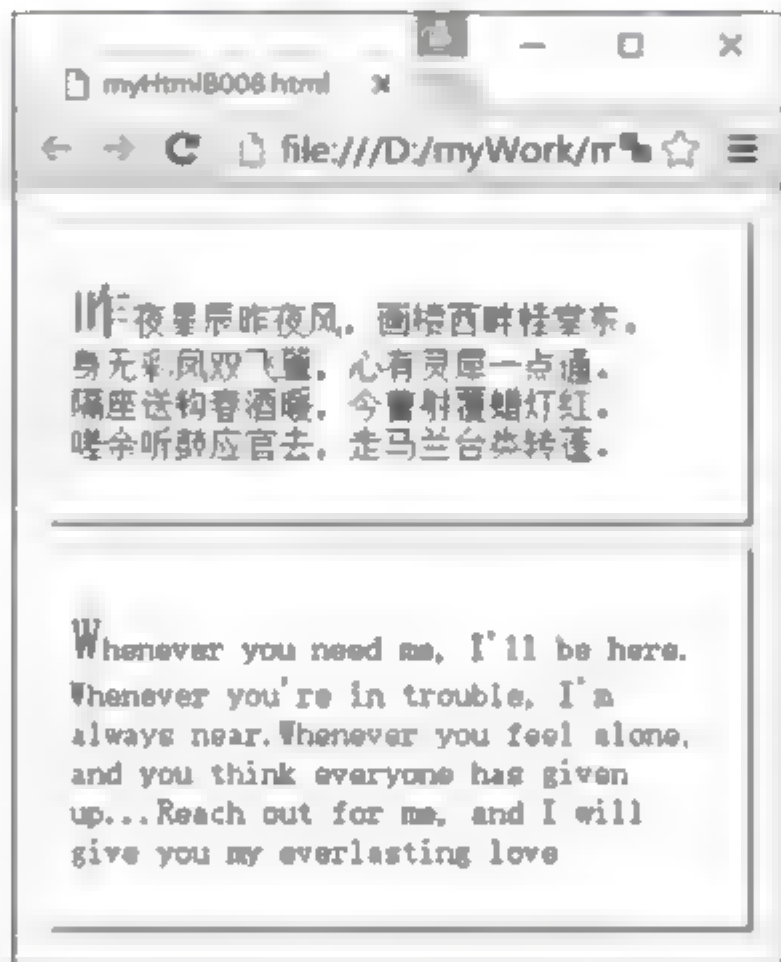 myHtmlB008.html
file:///D:/myWork/m
昨夜星辰昨夜风，画楼西畔桂堂东。
身无彩凤双飞翼，心有灵犀一点通。
隔座送钩春酒暖，分曹射覆蜡灯红。
嗟余听鼓应官去，走马兰台类转蓬。
Whenever you need me, I'll be here.
Whenever you're in trouble, I'm
always near.Whenever you feel alone,
and you think everyone has given
up...Reach out for me, and I will
give you my everlasting love